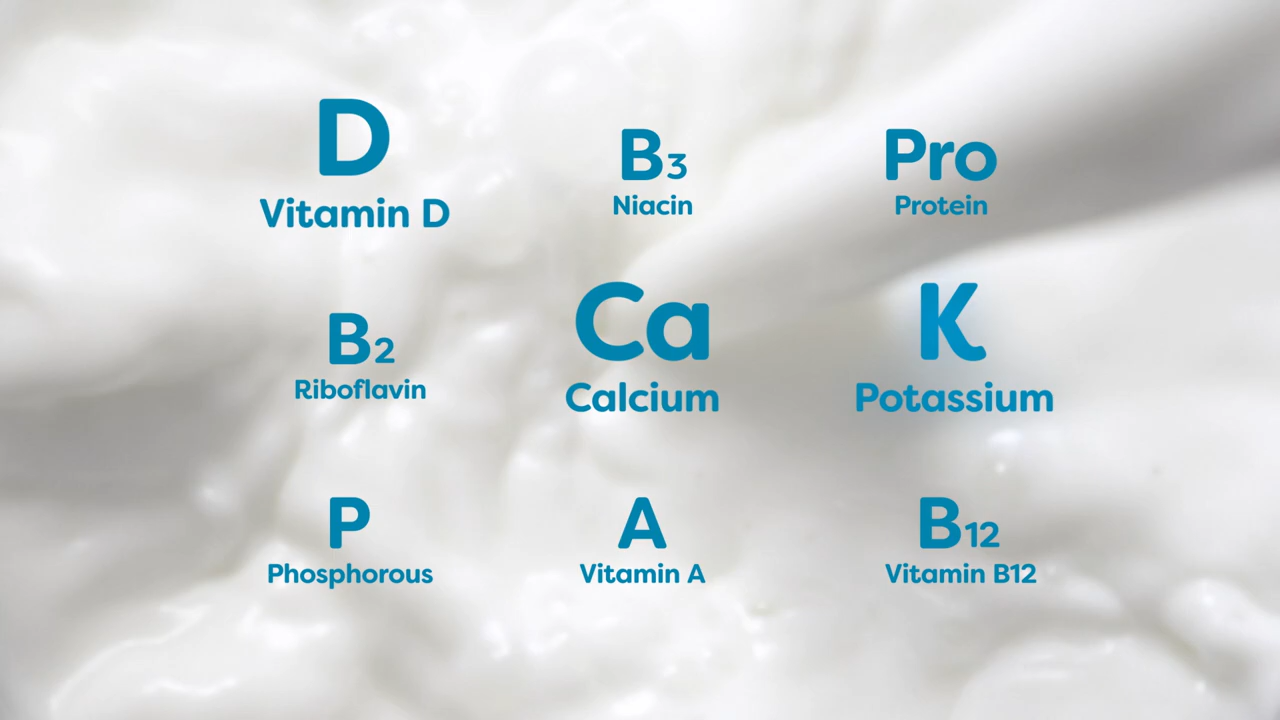 D
Vitamin D
B3
Niacin
Pro
Protein
B2
Riboflavin
Ca
Calcium
K
Potassium
P
Phosphorous
A
Vitamin A
B12
Vitamin B12